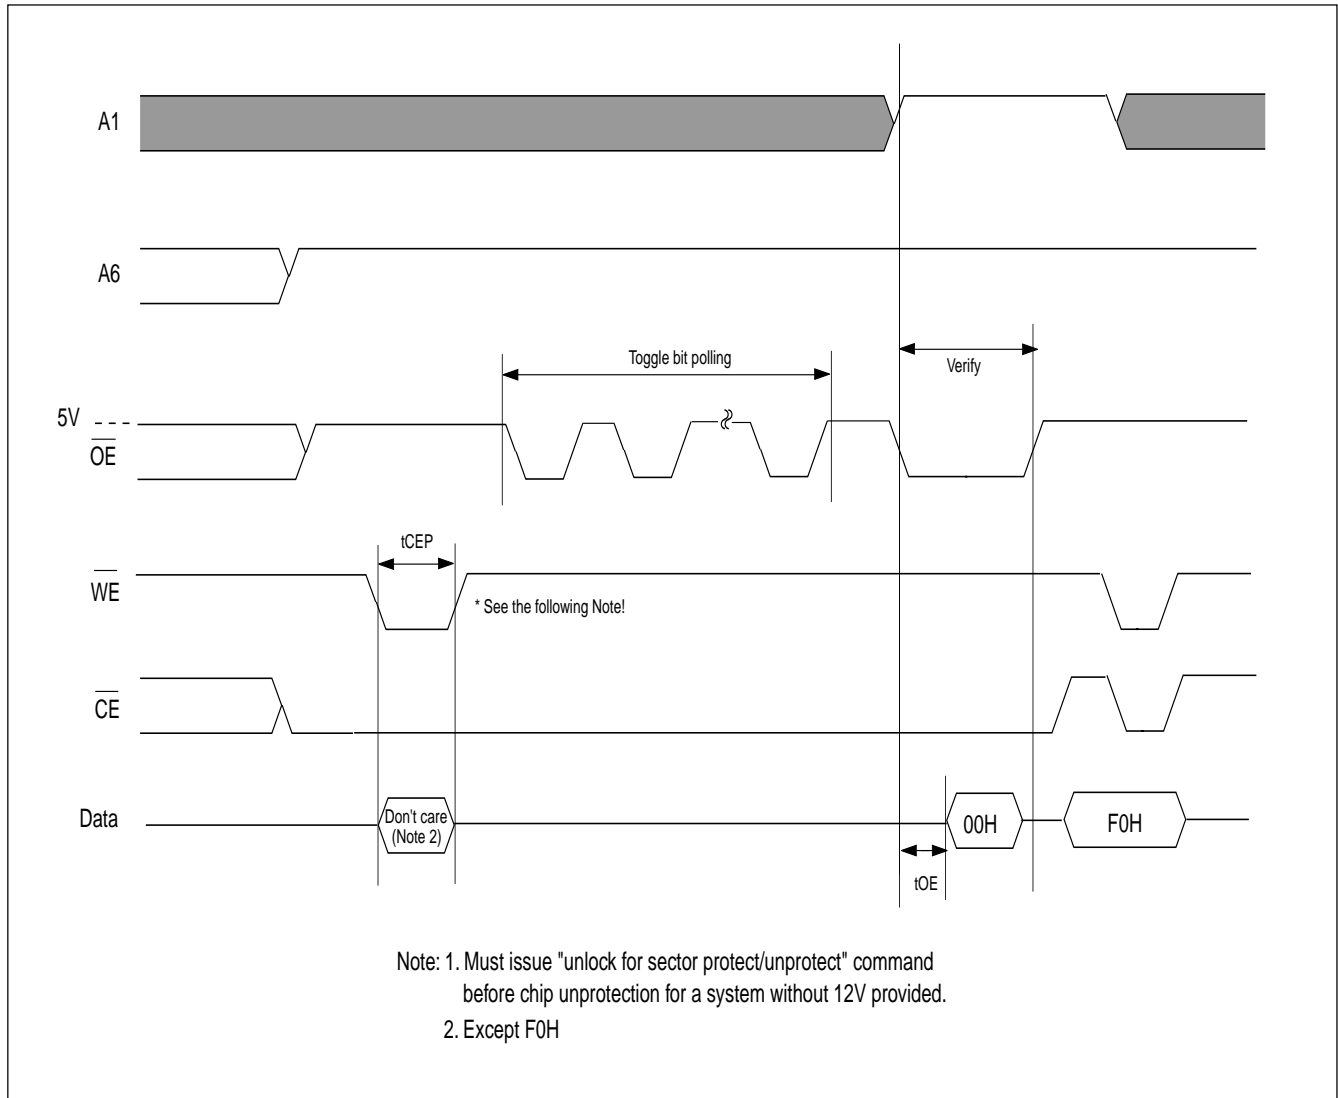 A1
A6
Toggle bit polling
Verify
5V
OE
tCEP
WE
* See the following Note!
CE
Data
Don't care
(Note 2)
00H
F0H
tOE
Note: 1. Must issue "unlock for sector protect/unprotect" command
before chip unprotection for a system without 12V provided.
2. Except F0H